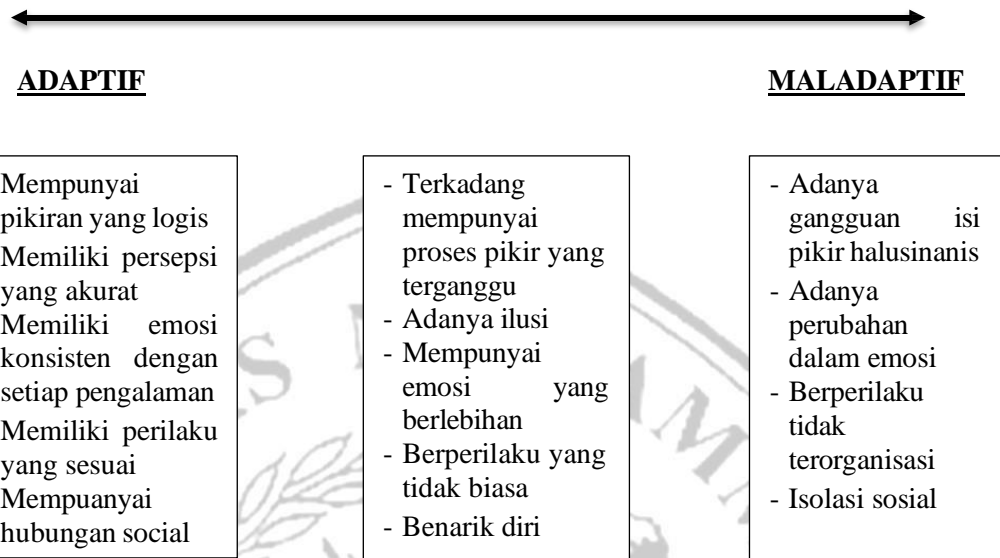 ADAPTIF
MALADAPTIF
Mempunyai
pikiran yang logis
Memiliki persepsi
yang akurat
Memiliki emosi
konsisten dengan
setiap pengalaman
Memiliki perilaku
yang sesuai
Mempuanyai
hubungan social
- Terkadang
mempunyai
proses pikir yang
terganggu
- Adanya ilusi
- Mempunyai
emosi yang
berlebihan
- Berperilaku yang
tidak biasa
- Benarik diri
- Adanya
gangguan isi
pikir halusinanis
- Adanya
perubahan
dalam emosi
- Berperilaku
tidak
terorganisasi
- Isolasi sosial